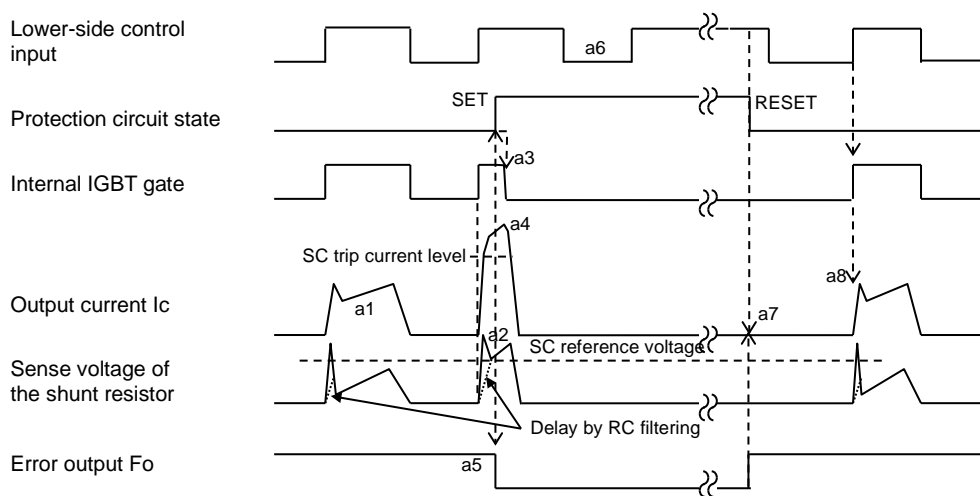 Lower-side control
input
a6
SET
RESET
Protection circuit state
a3
Internal IGBT gate
a4
SC trip current level
a8
Output current Ic
a1
a7
a2
SC reference voltage
Sense voltage of
the shunt resistor
Delay by RC filtering
Error output Fo
a5